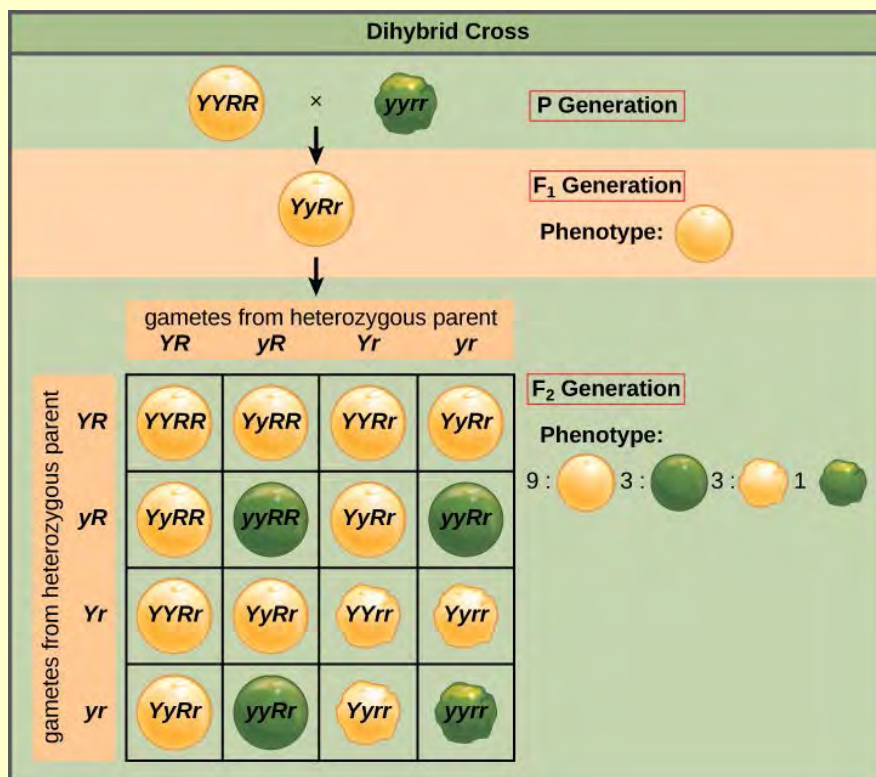 Dihybrid Cross
YYRR × yyrr P Generation
YyRr F₁ Generation
Phenotype:
gametes from heterozygous parent
YR yR Yr yr
gametes from heterozygous parent
YR YYRR YyRR YYRr YyRr
yR YyRR yyRR YyRr yyRr
Yr YYRr YyRr YYrr Yyrr
yr YyRr yyRr Yyrr yyrr
F₂ Generation
Phenotype:
9 : 3 : 3 : 1